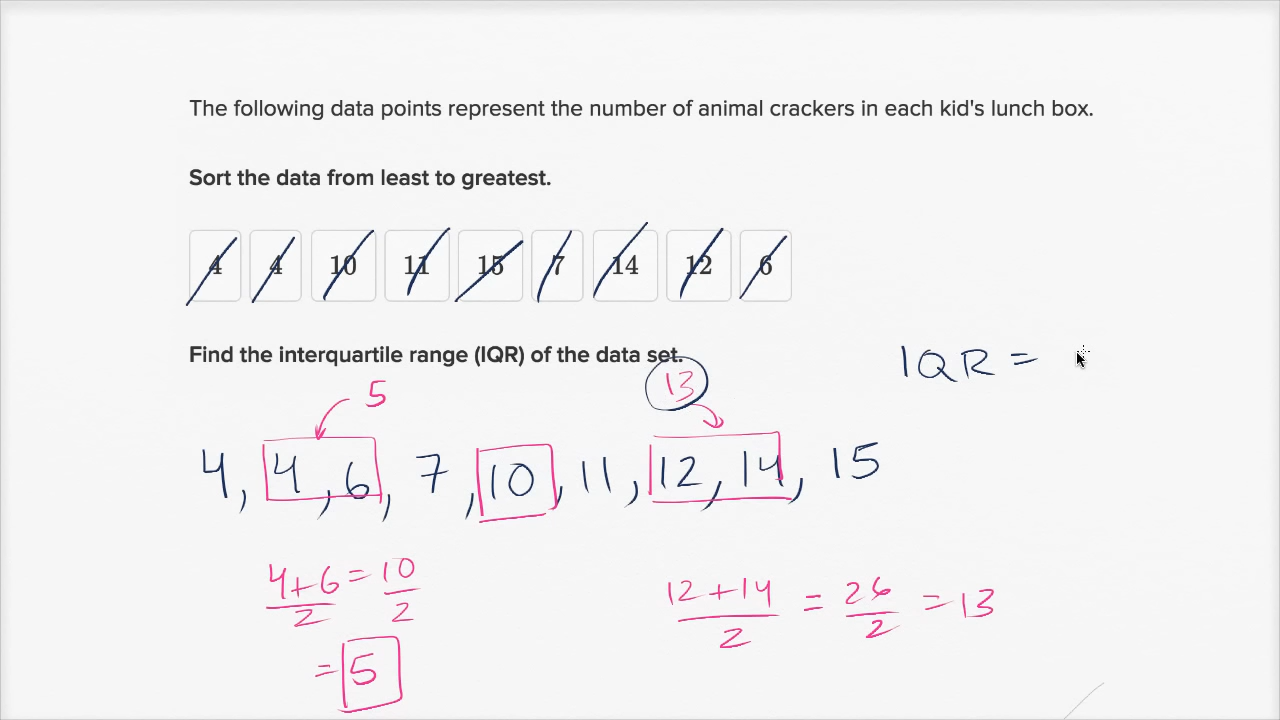 The following data points represent the number of animal crackers in each kid's lunch box.
Sort the data from least to greatest.
4 4 10 11 15 7 14 12 6
Find the interquartile range (IQR) of the data set.
IQR =
5 13
4, 4, 6, 7, 10, 11, 12, 14, 15
4+6/2 = 10/2
12+14/2 = 26/2 = 13
= 5